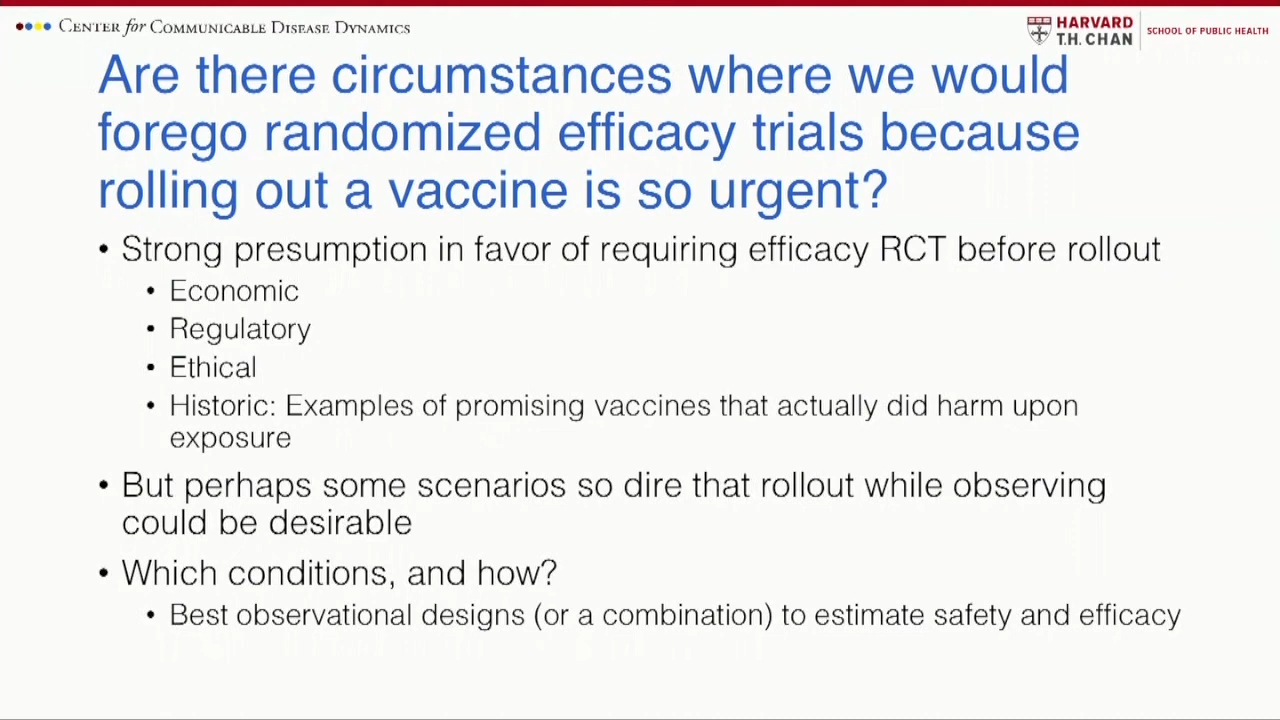 CENTER for COMMUNICABLE DISEASE DYNAMICS
HARVARD
T.H. CHAN
SCHOOL OF PUBLIC HEALTH
Are there circumstances where we would
forego randomized efficacy trials because
rolling out a vaccine is so urgent?
• Strong presumption in favor of requiring efficacy RCT before rollout
• Economic
• Regulatory
• Ethical
• Historic: Examples of promising vaccines that actually did harm upon
exposure
• But perhaps some scenarios so dire that rollout while observing
could be desirable
• Which conditions, and how?
• Best observational designs (or a combination) to estimate safety and efficacy